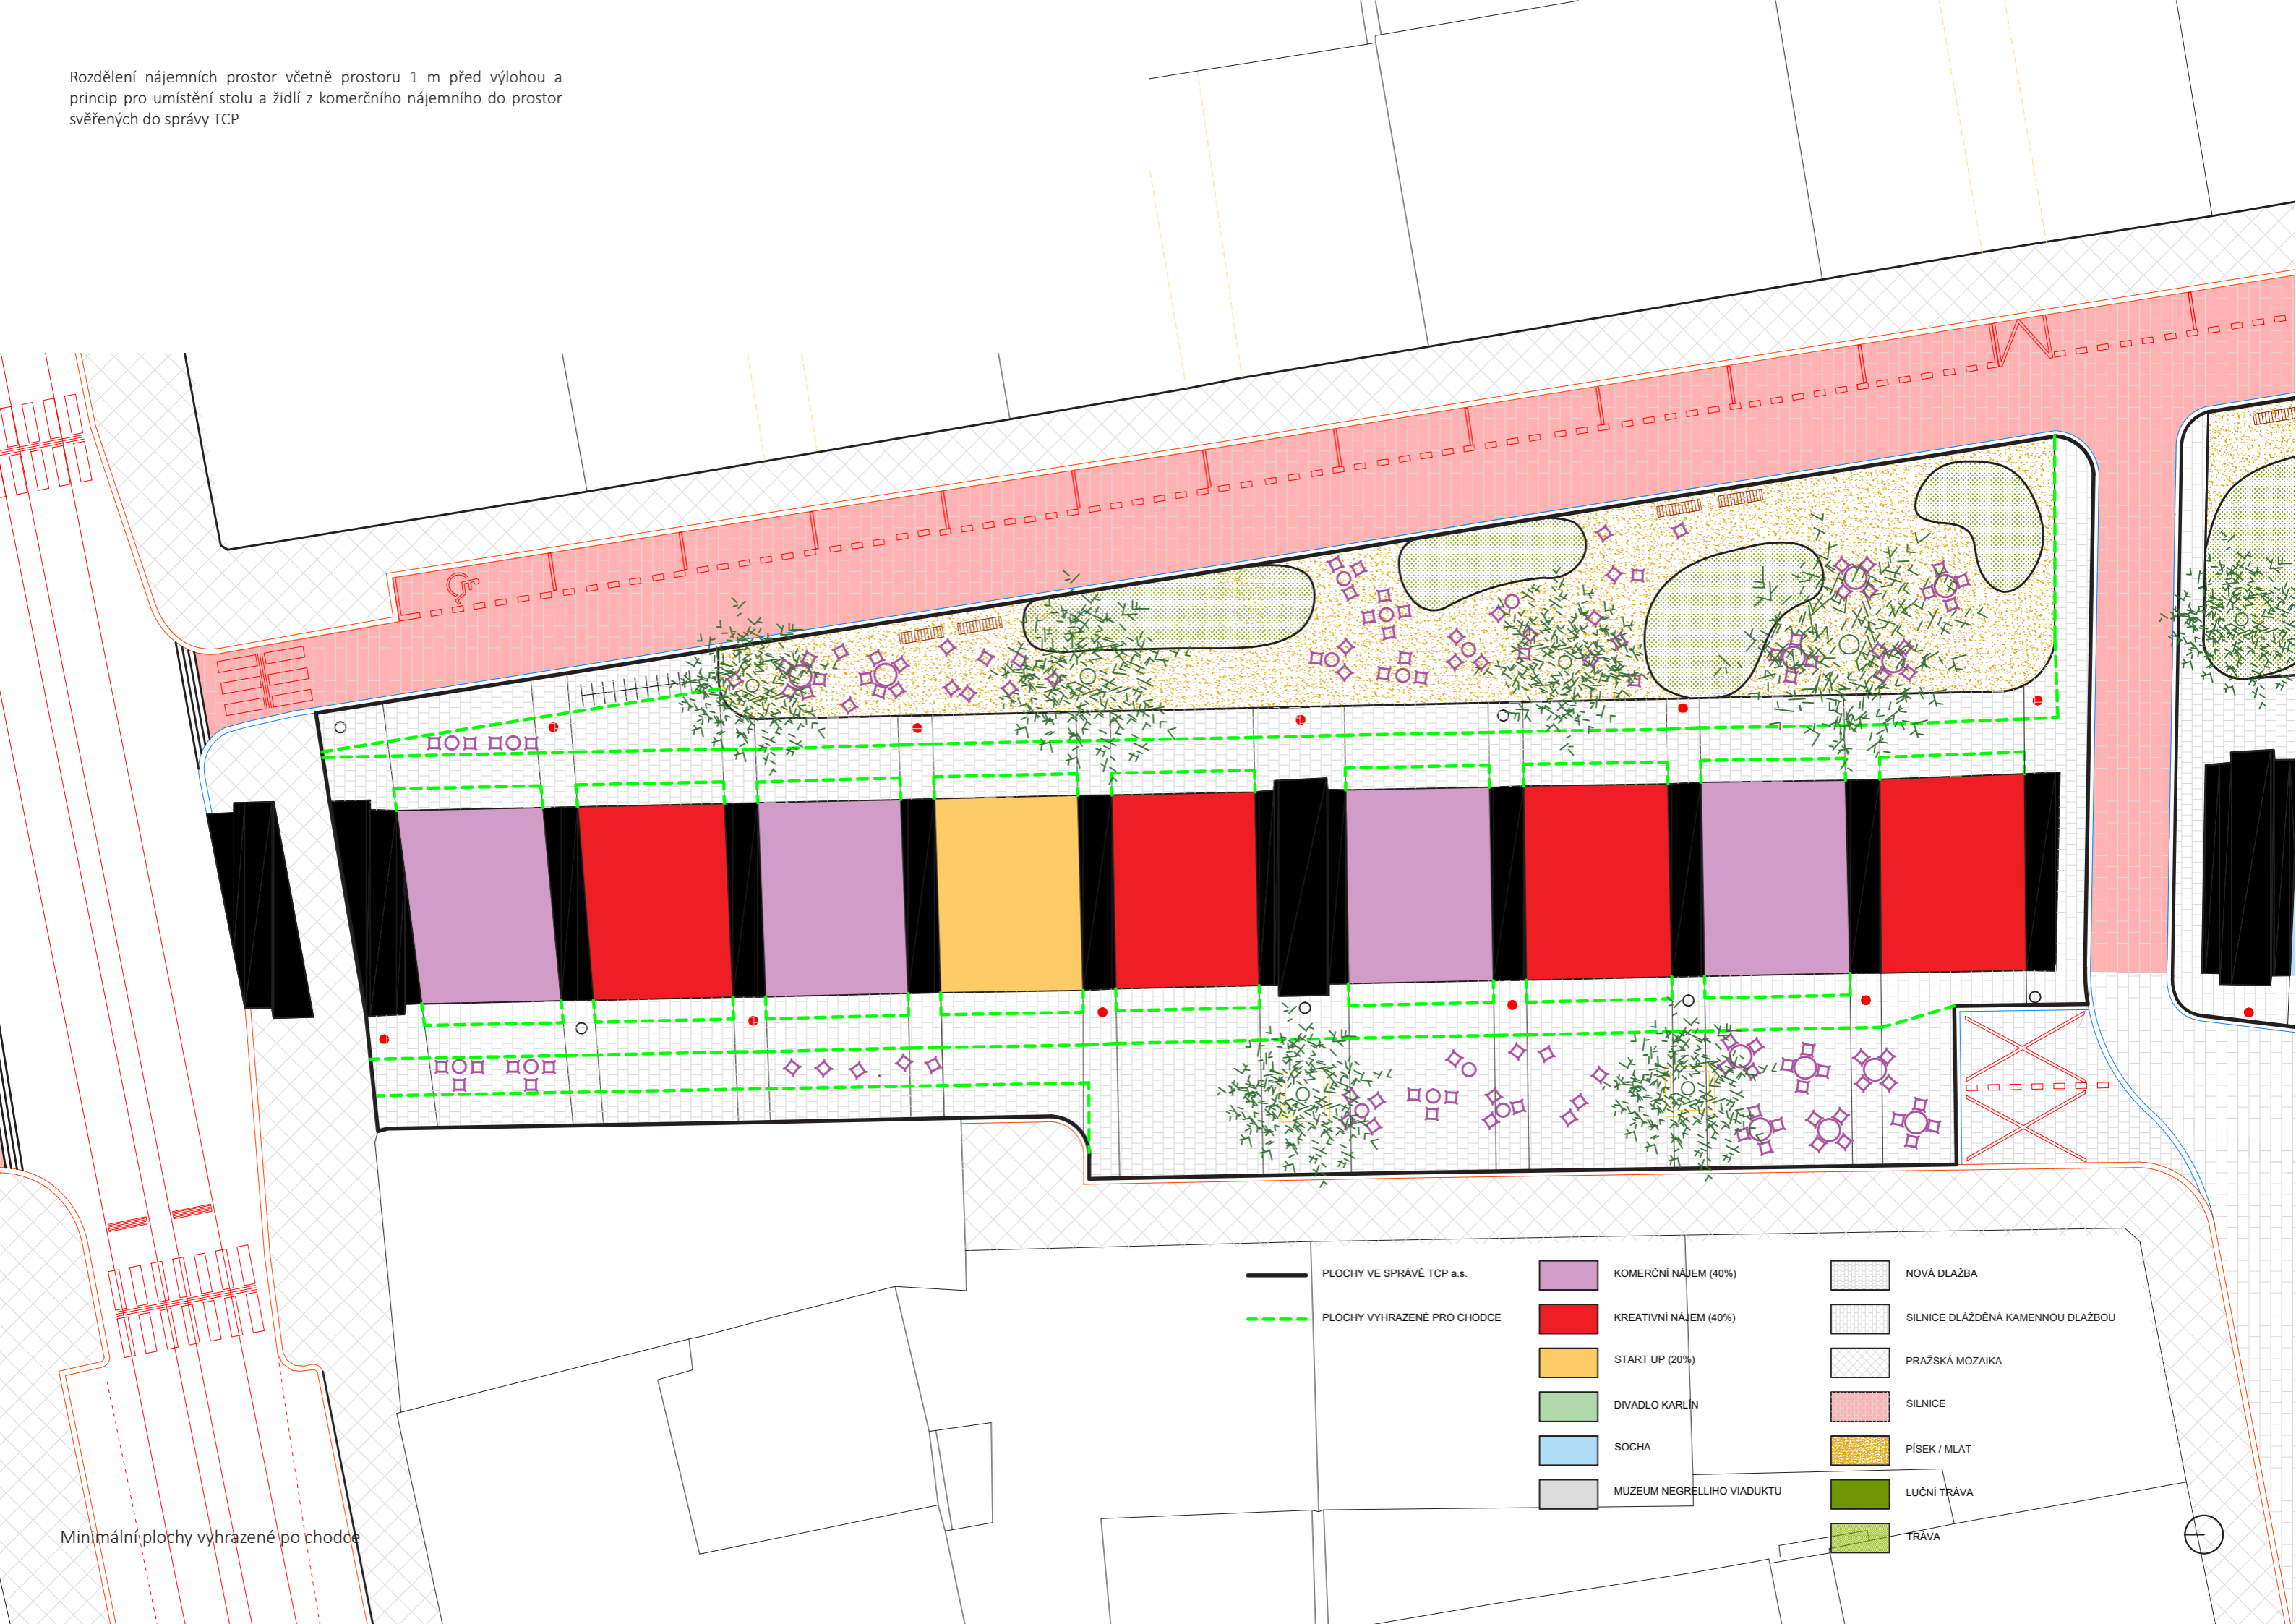 Rozdělení nájemních prostor včetně prostoru 1 m před výlohou a
princip pro umístění stolu a židlí z komerčního nájemního do prostor
svěřených do správy TCP
PLOCHY VE SPRÁVĚ TCP a.s.
PLOCHY VYHRAZENÉ PRO CHODCE
KOMERČNÍ NÁJEM (40%)
KREATIVNÍ NÁJEM (40%)
START UP (20%)
DIVADLO KARLÍN
SOCHA
MUZEUM NEGRELLIHO VIADUKTU
NOVÁ DLAŽBA
SILNICE DLÁŽDĚNÁ KAMENNOU DLAŽBOU
PRAŽSKÁ MOZAIKA
SILNICE
PÍSEK / MLAT
LUČNÍ TRÁVA
TRÁVA
Minimální plochy vyhrazené po chodce